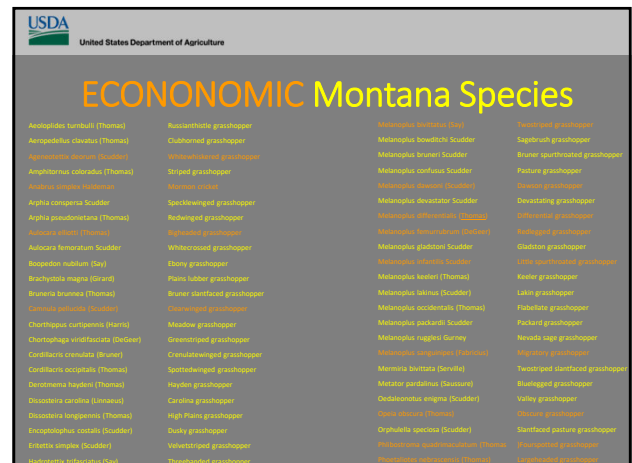 USDA
United States Department of Agriculture
ECONONOMIC Montana Species
Aeoloplides turnbulli (Thomas) Russianthistle grasshopper
Aeropedellus clavatus (Thomas) Clubhorned grasshopper
Ageneotettix deorum (Scudder) Whitewhiskered grasshopper
Amphitornus coloradus (Thomas) Striped grasshopper
Anabrus simplex Haldeman Mormon cricket
Arphia conspersa Scudder Specklewinged grasshopper
Arphia pseudonietana (Thomas) Redwinged grasshopper
Aulocara elliotti (Thomas) Bigheaded grasshopper
Aulocara femoratum Scudder Whitecrossed grasshopper
Boopedon nubilum (Say) Ebony grasshopper
Brachystola magna (Girard) Plains lubber grasshopper
Bruneria brunnea (Thomas) Bruner slantfaced grasshopper
Camnula pellucida (Scudder) Clearwinged grasshopper
Chorthippus curtipennis (Harris) Meadow grasshopper
Chortophaga viridifasciata (DeGeer) Greenstriped grasshopper
Cordillacris crenulata (Bruner) Crenulatewinged grasshopper
Cordillacris occipitalis (Thomas) Spottedwinged grasshopper
Derotmema haydeni (Thomas) Hayden grasshopper
Dissosteira carolina (Linnaeus) Carolina grasshopper
Dissosteira longipennis (Thomas) High Plains grasshopper
Encoptolophus costalis (Scudder) Dusky grasshopper
Eritettix simplex (Scudder) Velvetstriped grasshopper
Hadrotettix trifasciatus (Say) Threebanded grasshopper
Melanoplus bivittatus (Say) Twostriped grasshopper
Melanoplus bowditchi Scudder Sagebrush grasshopper
Melanoplus bruneri Scudder Bruner spurthroated grasshopper
Melanoplus confusus Scudder Pasture grasshopper
Melanoplus dawsoni (Scudder) Dawson grasshopper
Melanoplus devastator Scudder Devastating grasshopper
Melanoplus differentialis (Thomas) Differential grasshopper
Melanoplus femurrubrum (DeGeer) Redlegged grasshopper
Melanoplus gladstoni Scudder Gladston grasshopper
Melanoplus infantilis Scudder Little spurthroated grasshopper
Melanoplus keeleri (Thomas) Keeler grasshopper
Melanoplus lakinus (Scudder) Lakin grasshopper
Melanoplus occidentalis (Thomas) Flabellate grasshopper
Melanoplus packardii Scudder Packard grasshopper
Melanoplus rugglesi Gurney Nevada sage grasshopper
Melanoplus sanguinipes (Fabricius) Migratory grasshopper
Mermiria bivittata (Serville) Twostriped slantfaced grasshopper
Metator pardalinus (Saussure) Bluelegged grasshopper
Oedaleonotus enigma (Scudder) Valley grasshopper
Opeia obscura (Thomas) Obscure grasshopper
Orphulella speciosa (Scudder) Slantfaced pasture grasshopper
Philbostroma quadrimaculatum (Thomas (Fourspotted grasshopper
Phoetaliotes nebrascensis (Thomas) Largeheaded grasshopper